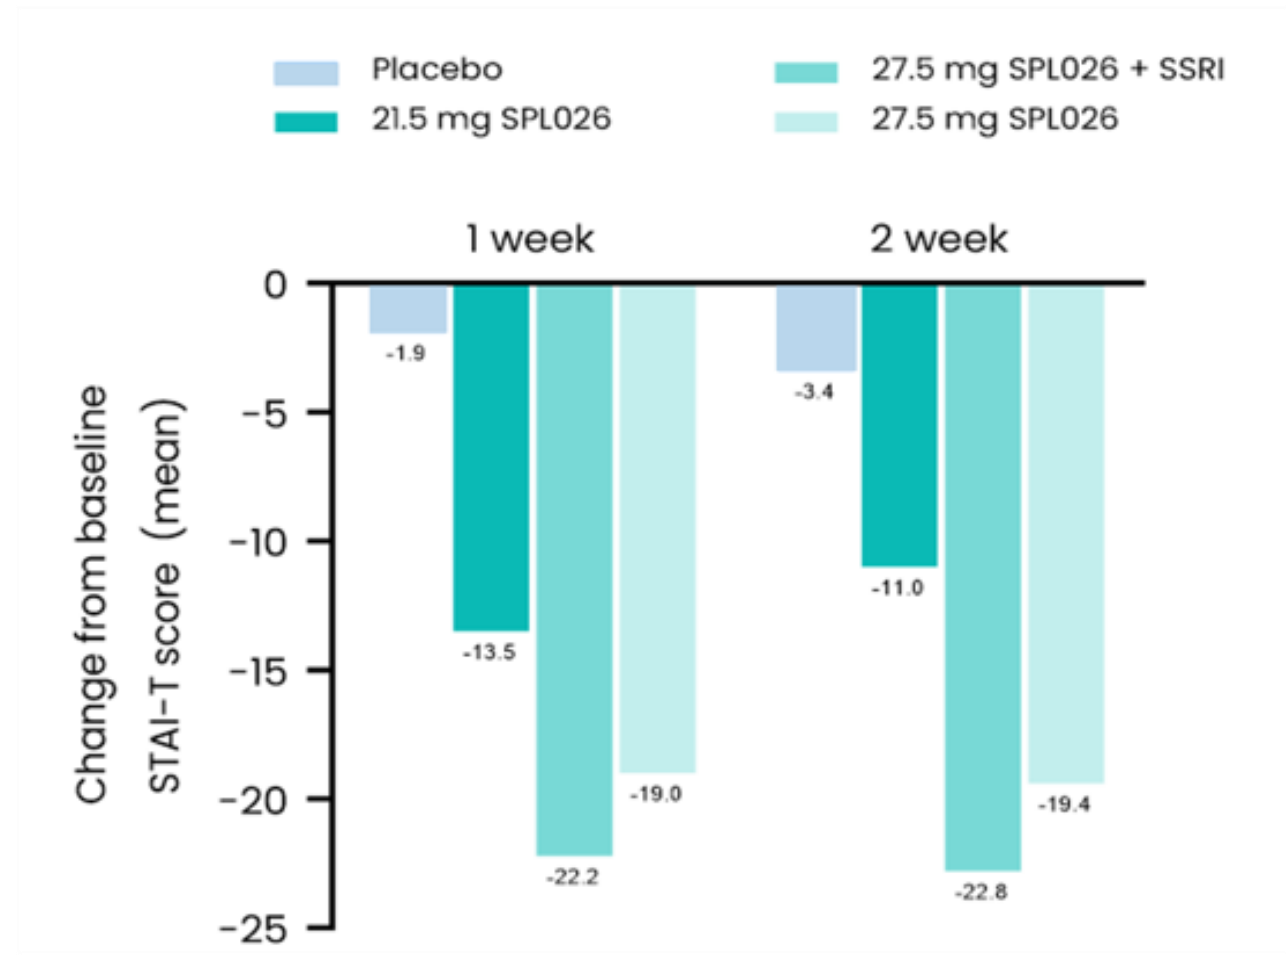 Placebo
21.5 mg SPL026
27.5 mg SPL026 + SSRI
27.5 mg SPL026
1 week
2 week
Change from baseline
STAI-T score (mean)
0
-5
-10
-15
-20
-25
-1.9
-13.5
-22.2
-19.0
-3.4
-11.0
-22.8
-19.4